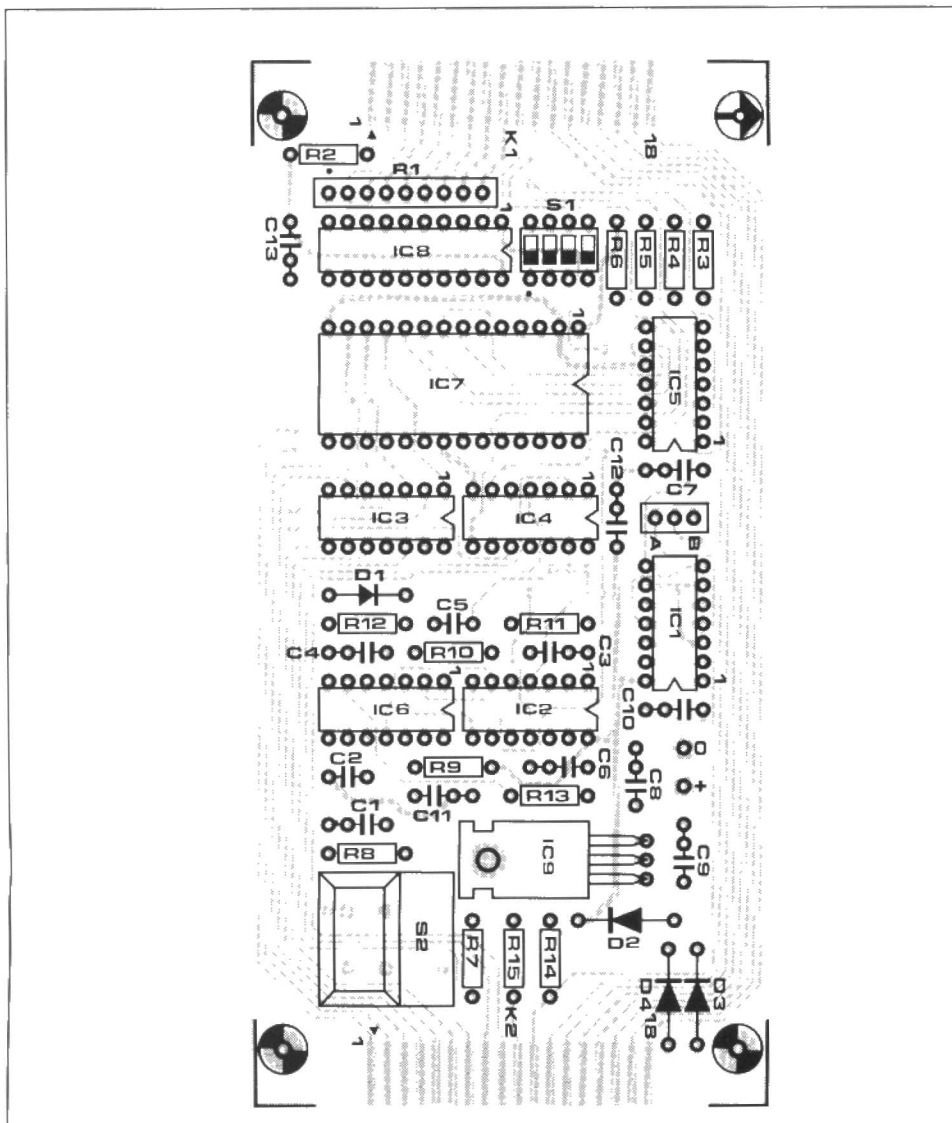 1
K1
18
R2
R1
1
S1
C13
IC8
R6
R5
R4
R3
1
IC7
IC5
1
C12
C7
1
1
IC3
IC4
A
B
D1
C5
IC1
R12
R11
C4
R10
C3
1
1
1
IC6
IC2
C10
0
C2
R9
C6
C8
+
R13
C11
C1
IC9
C9
R8
S2
D2
R7
R15
R14
D4
D3
18
K2
1